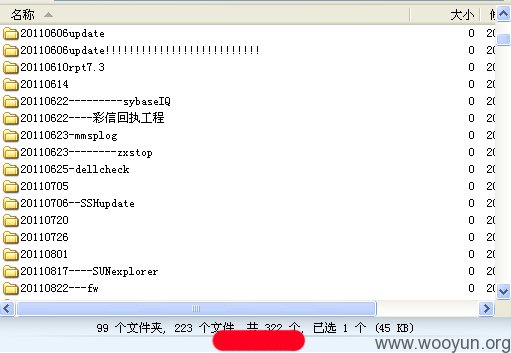 名称 大小 修
20110606update 0 20
20110606update!!!!!!!!!!!!!!!!!!!!!!!!!! 0 20
20110610rpt7.3 0 20
20110614 0 20
20110622---------sybaseIQ 0 20
20110622----彩信回执工程 0 20
20110623-mmsplog 0 20
20110623--------zxstop 0 20
20110625-dellcheck 0 20
20110705 0 20
20110706--SSHupdate 0 20
20110720 0 20
20110726 0 20
20110801 0 20
20110817----SUNexplorer 0 20
20110822---fw 0 20
99 个文件夹, 223 个文件, 共 322 个, 已选 1 个 (45 KB)
www.wooyun.org